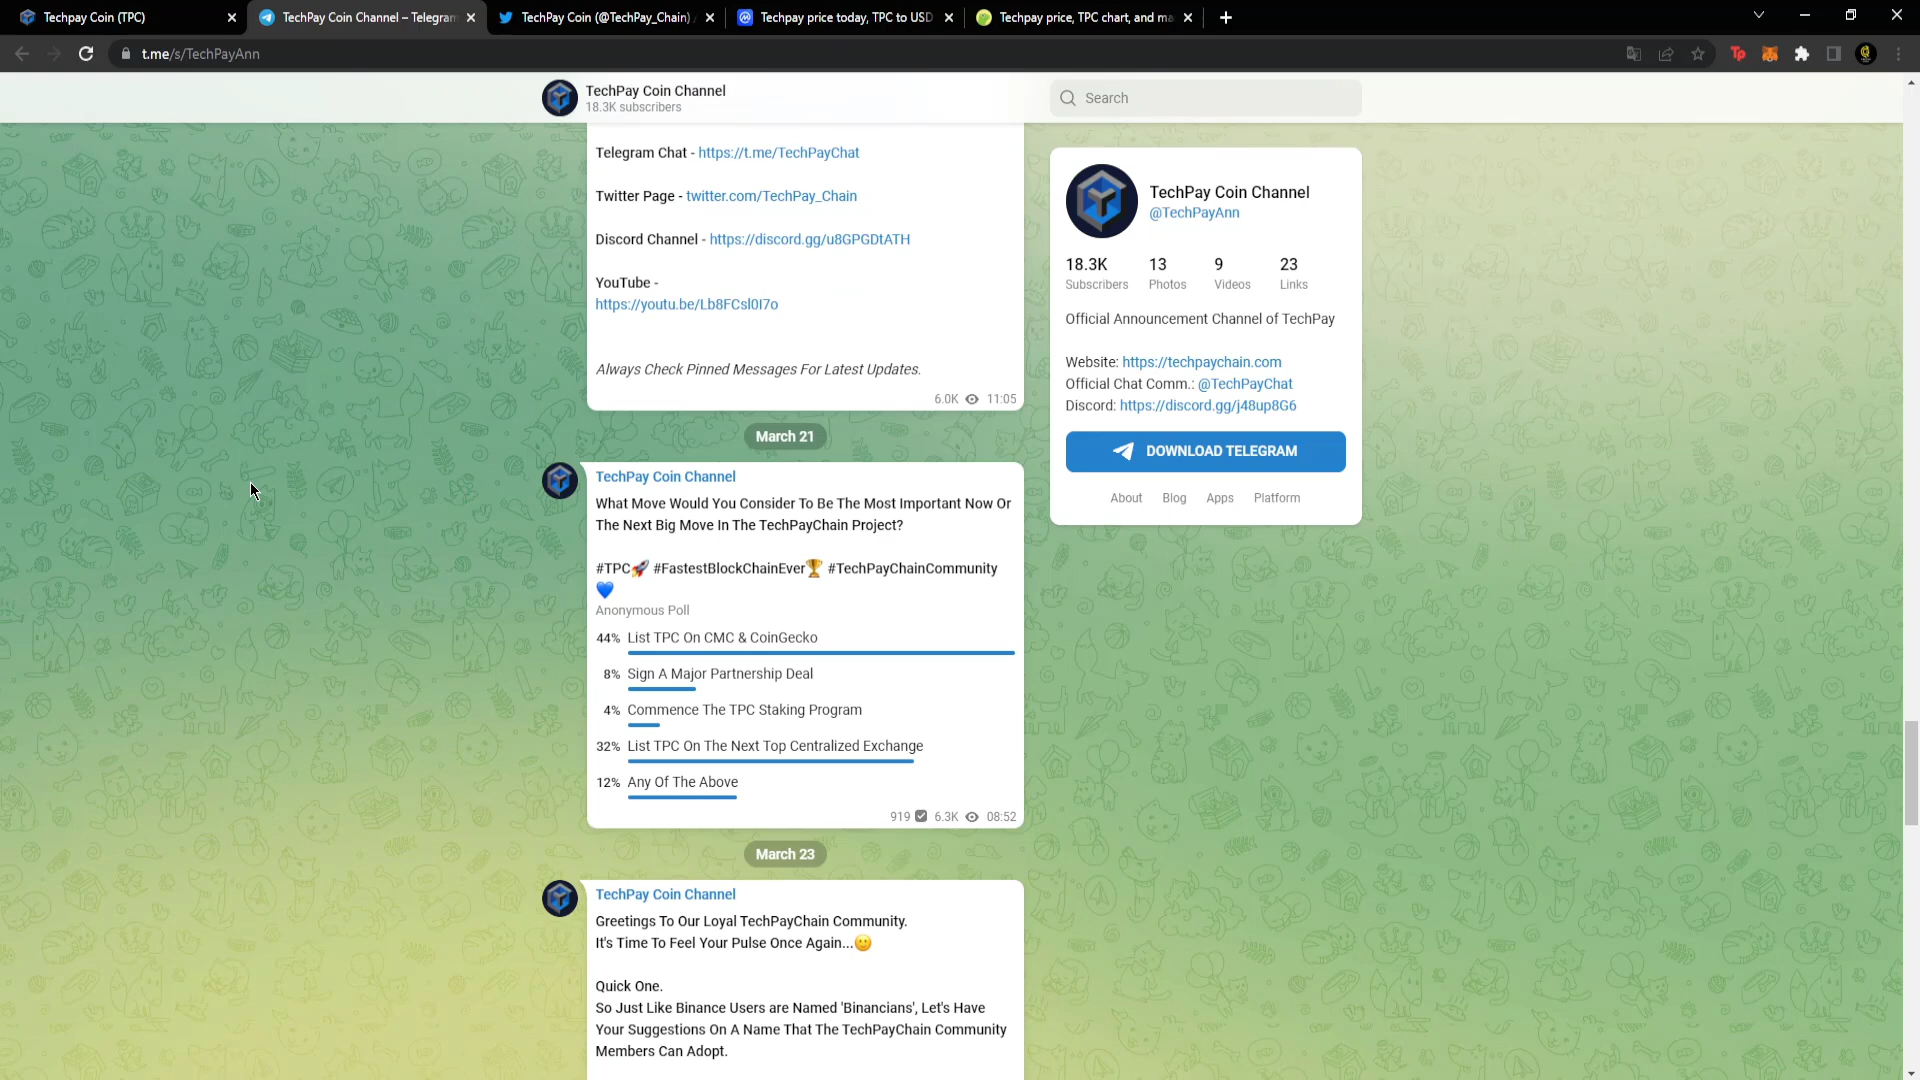 Techpay Coin (TPC)
TechPay Coin Channel – Telegram
TechPay Coin (@TechPay_Chain) /
Techpay price today, TPC to USD
Techpay price, TPC chart, and ma
t.me/s/TechPayAnn
TechPay Coin Channel
18.3K subscribers
Search
Telegram Chat - https://t.me/TechPayChat
Twitter Page - twitter.com/TechPay_Chain
Discord Channel - https://discord.gg/u8GPGDtATH
YouTube -
https://youtu.be/Lb8FCsl0I7o
Always Check Pinned Messages For Latest Updates.
6.0K 11:05
March 21
TechPay Coin Channel
What Move Would You Consider To Be The Most Important Now Or
The Next Big Move In The TechPayChain Project?
#TPC🚀 #FastestBlockChainEver🏆 #TechPayChainCommunity
💙
Anonymous Poll
44% List TPC On CMC & CoinGecko
8% Sign A Major Partnership Deal
4% Commence The TPC Staking Program
32% List TPC On The Next Top Centralized Exchange
12% Any Of The Above
919 6.3K 08:52
March 23
TechPay Coin Channel
Greetings To Our Loyal TechPayChain Community.
It's Time To Feel Your Pulse Once Again...🙂
Quick One.
So Just Like Binance Users are Named 'Binancians', Let's Have
Your Suggestions On A Name That The TechPayChain Community
Members Can Adopt.
TechPay Coin Channel
@TechPayAnn
18.3K 13 9 23
Subscribers Photos Videos Links
Official Announcement Channel of TechPay
Website: https://techpaychain.com
Official Chat Comm.: @TechPayChat
Discord: https://discord.gg/j48up8G6
DOWNLOAD TELEGRAM
About Blog Apps Platform